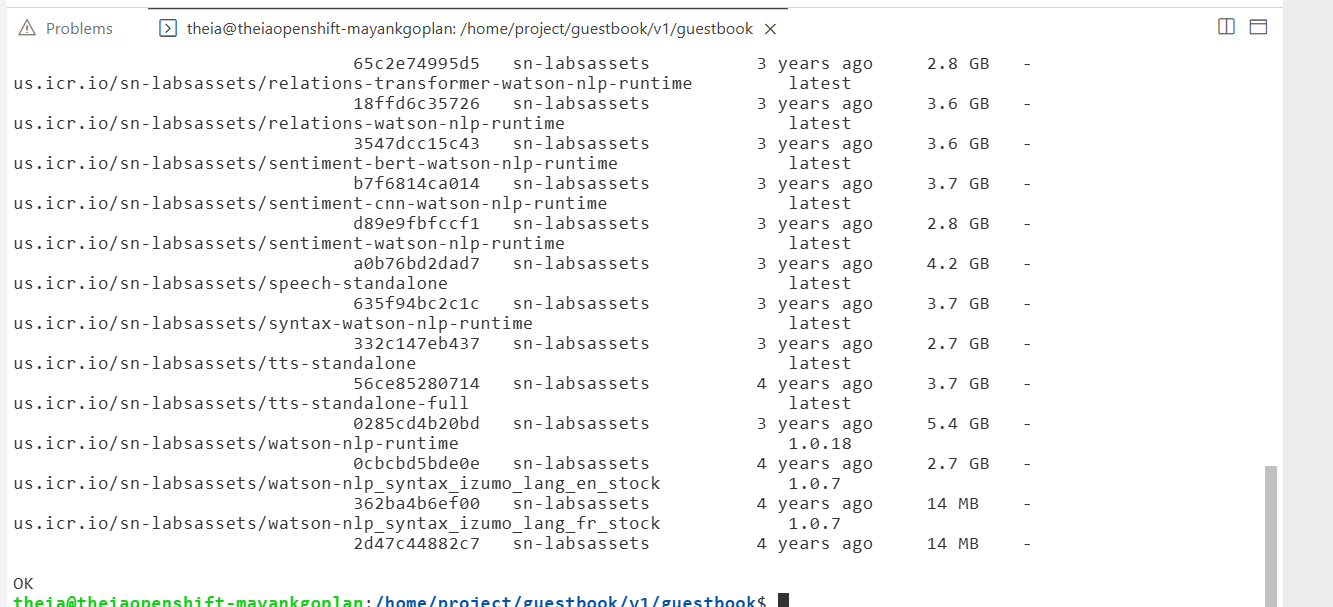 Problems theia@theiaopenshift-mayankgoplan: /home/project/guestbook/v1/guestbook
65c2e74995d5 sn-labsassets 3 years ago 2.8 GB -
us.icr.io/sn-labsassets/relations-transformer-watson-nlp-runtime latest
18ffd6c35726 sn-labsassets 3 years ago 3.6 GB -
us.icr.io/sn-labsassets/relations-watson-nlp-runtime latest
3547dcc15c43 sn-labsassets 3 years ago 3.6 GB -
us.icr.io/sn-labsassets/sentiment-bert-watson-nlp-runtime latest
b7f6814ca014 sn-labsassets 3 years ago 3.7 GB -
us.icr.io/sn-labsassets/sentiment-cnn-watson-nlp-runtime latest
d89e9fbfccf1 sn-labsassets 3 years ago 2.8 GB -
us.icr.io/sn-labsassets/sentiment-watson-nlp-runtime latest
a0b76bd2dad7 sn-labsassets 3 years ago 4.2 GB -
us.icr.io/sn-labsassets/speech-standalone latest
635f94bc2c1c sn-labsassets 3 years ago 3.7 GB -
us.icr.io/sn-labsassets/syntax-watson-nlp-runtime latest
332c147eb437 sn-labsassets 3 years ago 2.7 GB -
us.icr.io/sn-labsassets/tts-standalone latest
56ce85280714 sn-labsassets 4 years ago 3.7 GB -
us.icr.io/sn-labsassets/tts-standalone-full latest
0285cd4b20bd sn-labsassets 3 years ago 5.4 GB -
us.icr.io/sn-labsassets/watson-nlp-runtime 1.0.18
0cbcbd5bde0e sn-labsassets 4 years ago 2.7 GB -
us.icr.io/sn-labsassets/watson-nlp_syntax_izumo_lang_en_stock 1.0.7
362ba4b6ef00 sn-labsassets 4 years ago 14 MB -
us.icr.io/sn-labsassets/watson-nlp_syntax_izumo_lang_fr_stock 1.0.7
2d47c44882c7 sn-labsassets 4 years ago 14 MB -
OK
theia@theiaopenshift-mayankgoplan:/home/project/guestbook/v1/guestbook$